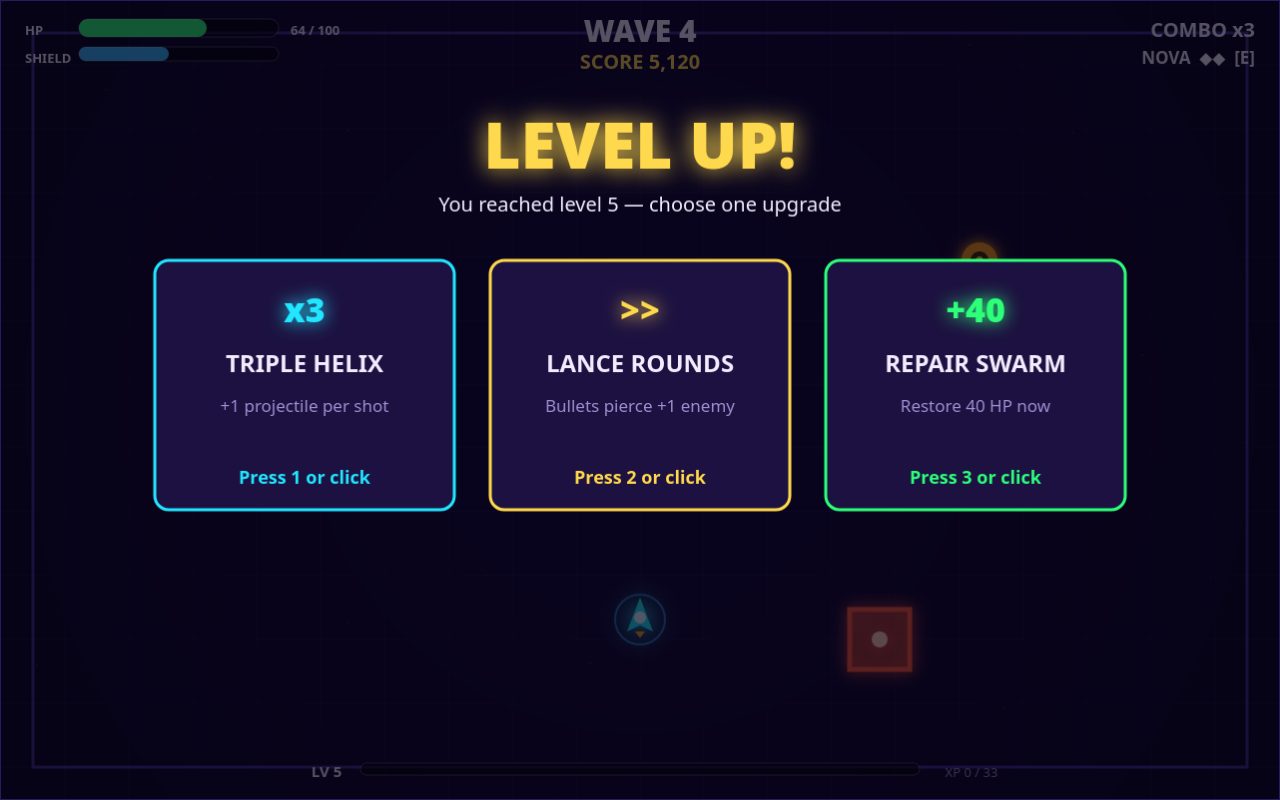 HP
64 / 100
SHIELD
WAVE 4
SCORE 5,120
COMBO x3
NOVA ◆◆ [E]
LEVEL UP!
You reached level 5 — choose one upgrade
x3
TRIPLE HELIX
+1 projectile per shot
Press 1 or click
>>
LANCE ROUNDS
Bullets pierce +1 enemy
Press 2 or click
+40
REPAIR SWARM
Restore 40 HP now
Press 3 or click
LV 5
XP 0 / 33